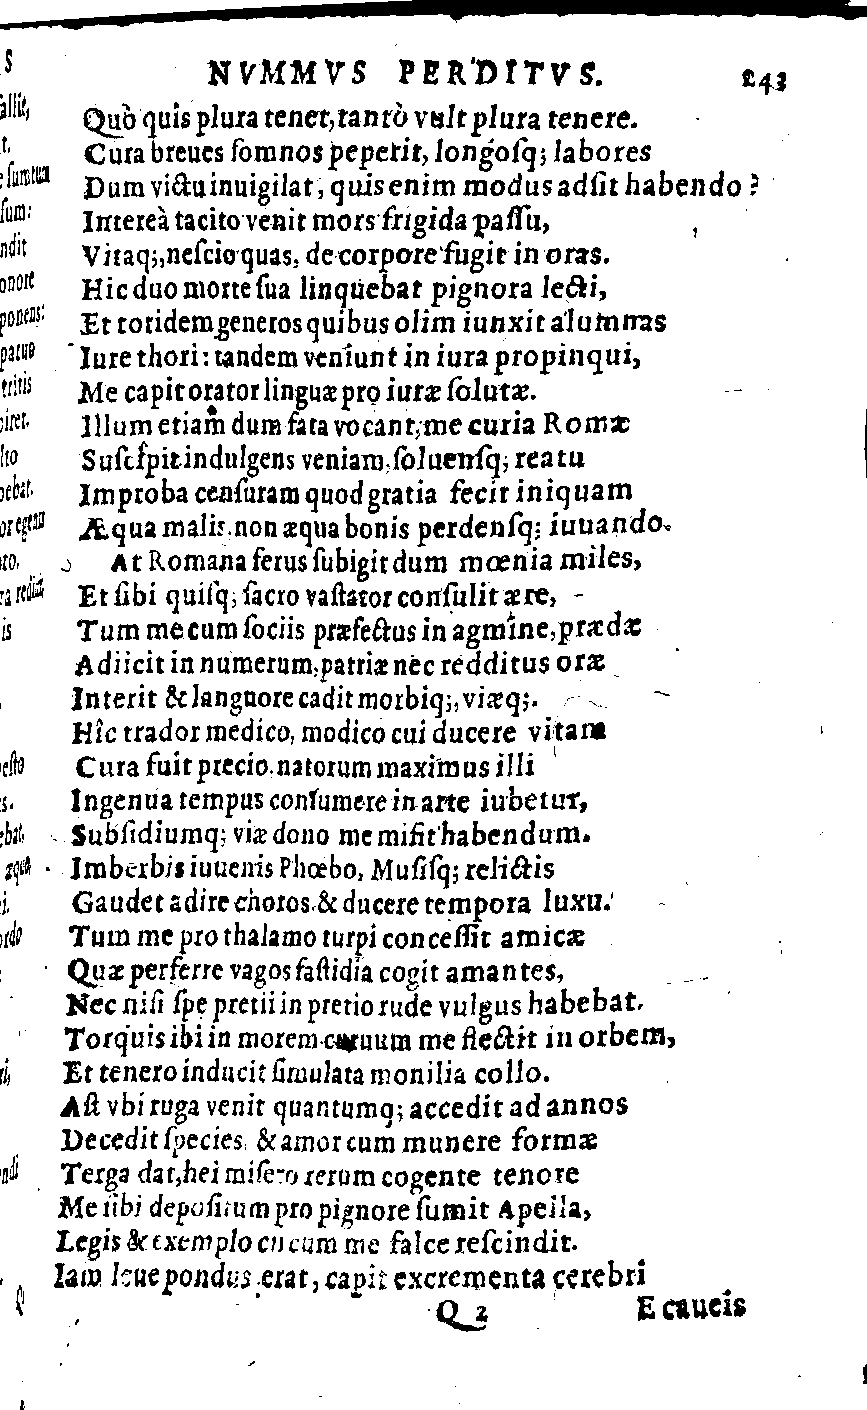 NVMMVS PERDITVS. 243
Quò quis plura tenet, tantò vult plura tenere.
Cura breues ſomnos peperit, longoſq; labores
Dum victu inuigilat, quis enim modus adſit habendo?
Intereà tacito venit mors frigida paſſu,
Vitaq;, neſcio quas, de corpore fugit in oras.
Hic duo morte ſua linquebat pignora lecti,
Et totidem generos quibus olim iunxit alumnas
Iure thori: tandem veniunt in iura propinqui,
Me capit orator linguæ pro iuræ ſolutæ.
Illum etiam dum fata vocant, me curia Romæ
Suſcipit indulgens veniam, ſoluenſq; reatu
Improba cenſuram quod gratia fecit iniquam
Æqua malis non æqua bonis perdenſq; iuuando.
At Romana ferus ſubigit dum mœnia miles,
Et ſibi quiſq; ſacro vaſtator conſulit ære,
Tum mecum ſociis præfectus in agmine, prædæ
Adiicit in numerum, patriæ nec redditus oræ
Interit & languore cadit morbiq;, viæq;.
Hîc trador medico, modico cui ducere vitam
Cura fuit precio, natorum maximus illi
Ingenua tempus conſumere in arte iubetur,
Subſidiumq; viæ dono me miſit habendum.
Imberbis iuuenis Phœbo, Muſiſq; relictis
Gaudet adire choros & ducere tempora luxu.
Tum me pro thalamo turpi conceſſit amicæ
Quæ perferre vagos faſtidia cogit amantes,
Nec niſi ſpe pretii in pretio rude vulgus habebat.
Torquis ibi in morem curuum me flectit in orbem,
Et tenero inducit ſimulata monilia collo.
Aſt vbi ruga venit quantumq; accedit ad annos
Decedit ſpecies, & amor cum munere formæ
Terga dat, hei miſero rerum cogente tenore
Me ſibi depoſitum pro pignore ſumit Apella,
Legis & exemplo me falce reſcindit.
Iam leue pondus erat, capit excrementa cerebri
Q 2 E caueis